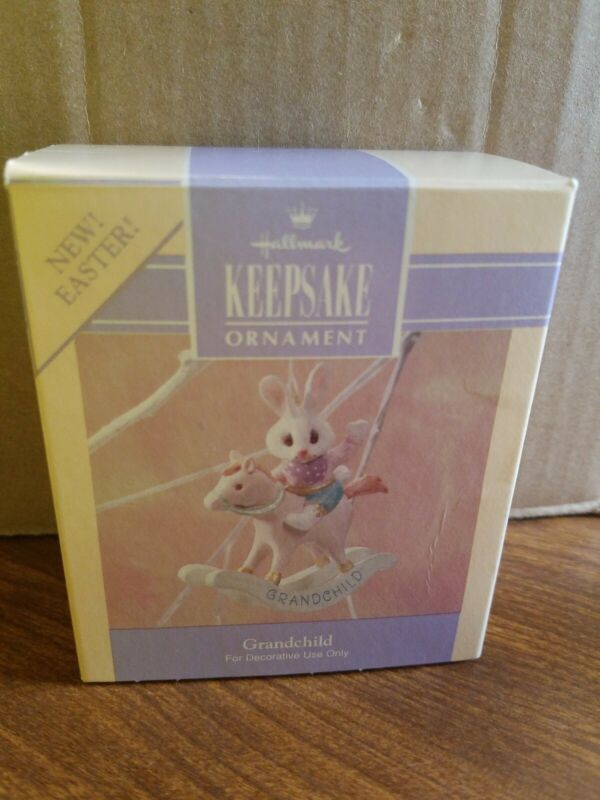 NEW!
EASTER!
Hallmark
KEEPSAKE
ORNAMENT
GRANDCHILD
Grandchild
For Decorative Use Only